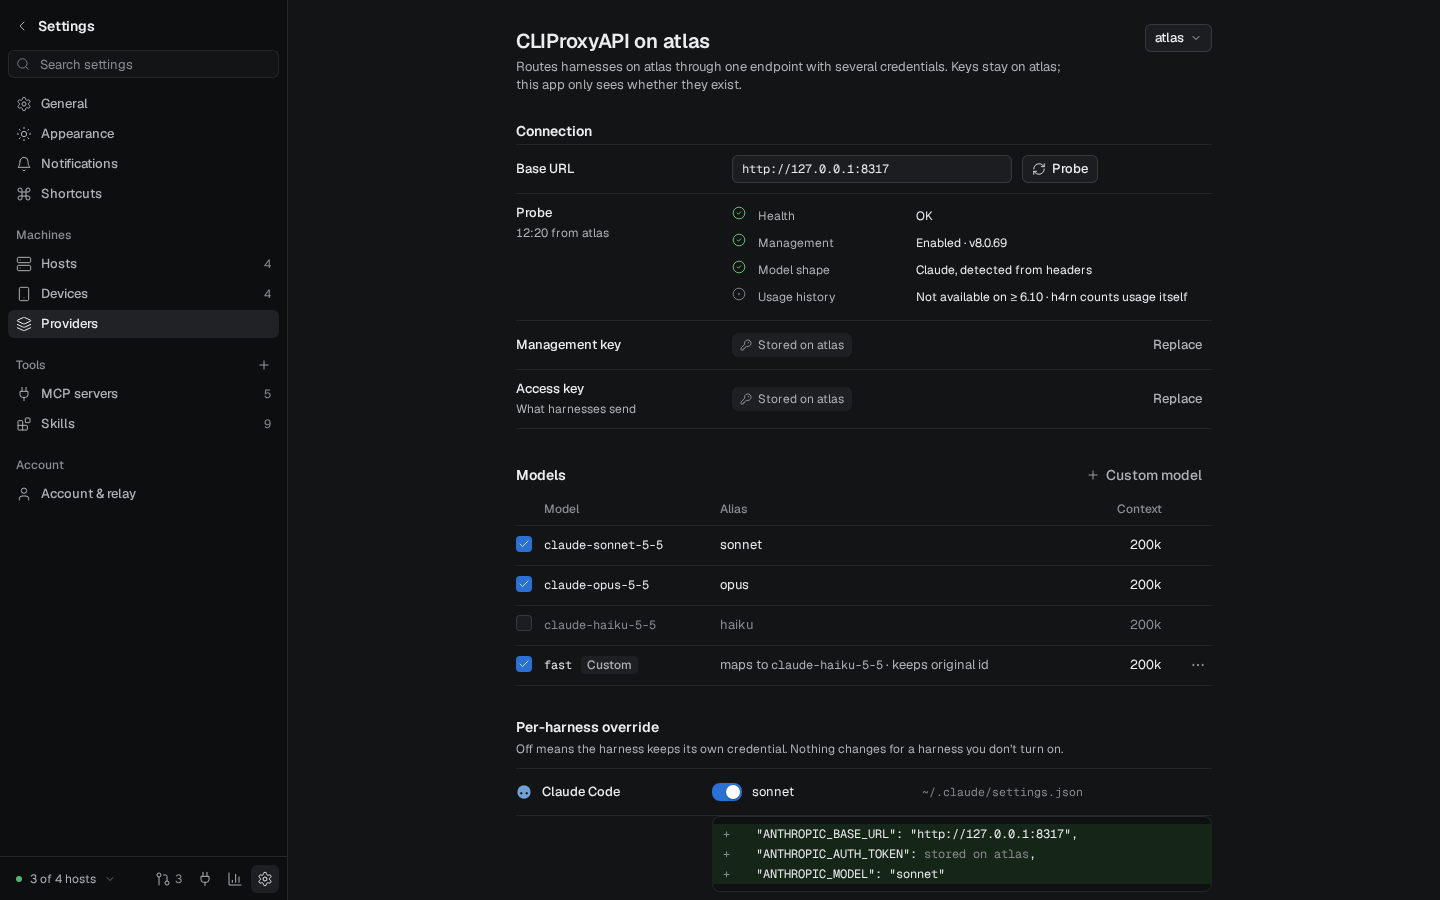 Settings
Search settings
General
Appearance
Notifications
Shortcuts
Machines
Hosts 4
Devices 4
Providers
Tools
MCP servers 5
Skills 9
Account
Account & relay
3 of 4 hosts
3
CLIProxyAPI on atlas
atlas
Routes harnesses on atlas through one endpoint with several credentials. Keys stay on atlas;
this app only sees whether they exist.
Connection
Base URL http://127.0.0.1:8317 Probe
Probe
12:20 from atlas
Health OK
Management Enabled · v8.0.69
Model shape Claude, detected from headers
Usage history Not available on ≥ 6.10 · h4rn counts usage itself
Management key Stored on atlas Replace
Access key
What harnesses send
Stored on atlas Replace
Models + Custom model
Model Alias Context
claude-sonnet-5-5 sonnet 200k
claude-opus-5-5 opus 200k
claude-haiku-5-5 haiku 200k
fast Custom maps to claude-haiku-5-5 · keeps original id 200k ···
Per-harness override
Off means the harness keeps its own credential. Nothing changes for a harness you don't turn on.
Claude Code sonnet ~/.claude/settings.json
+ "ANTHROPIC_BASE_URL": "http://127.0.0.1:8317",
+ "ANTHROPIC_AUTH_TOKEN": stored on atlas,
+ "ANTHROPIC_MODEL": "sonnet"